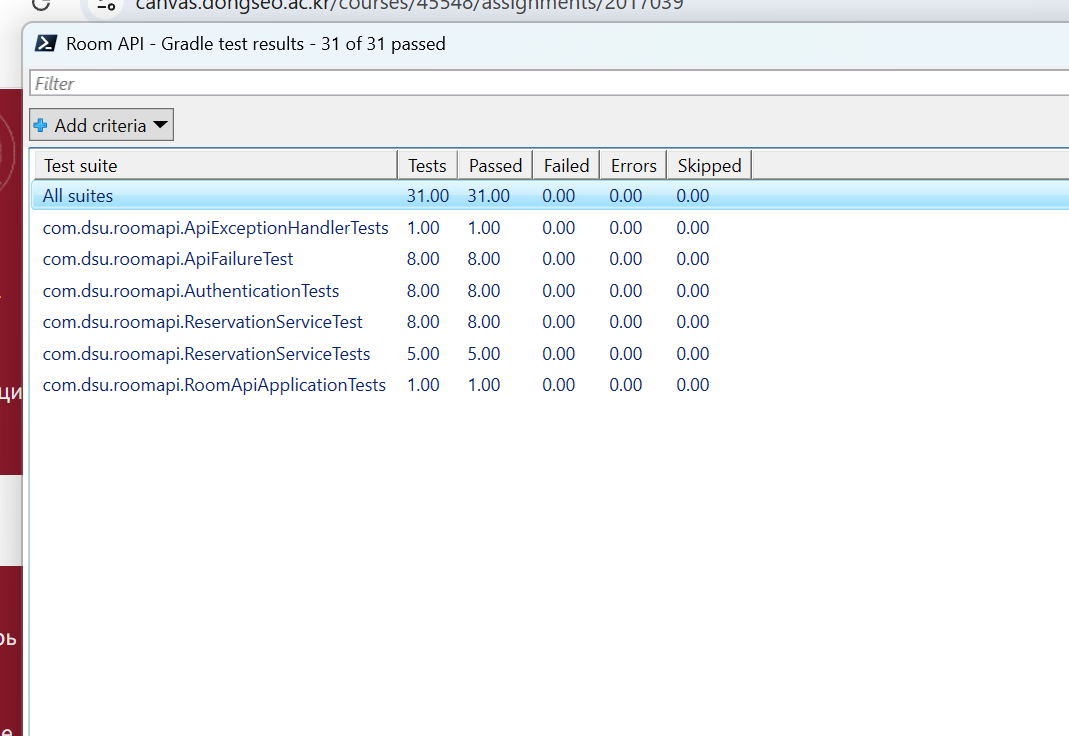 canvas.dongseo.ac.kr/courses/45548/assignments/2017039
Room API - Gradle test results - 31 of 31 passed
Filter
Add criteria
Test suite Tests Passed Failed Errors Skipped
All suites 31.00 31.00 0.00 0.00 0.00
com.dsu.roomapi.ApiExceptionHandlerTests 1.00 1.00 0.00 0.00 0.00
com.dsu.roomapi.ApiFailureTest 8.00 8.00 0.00 0.00 0.00
com.dsu.roomapi.AuthenticationTests 8.00 8.00 0.00 0.00 0.00
com.dsu.roomapi.ReservationServiceTest 8.00 8.00 0.00 0.00 0.00
com.dsu.roomapi.ReservationServiceTests 5.00 5.00 0.00 0.00 0.00
com.dsu.roomapi.RoomApiApplicationTests 1.00 1.00 0.00 0.00 0.00